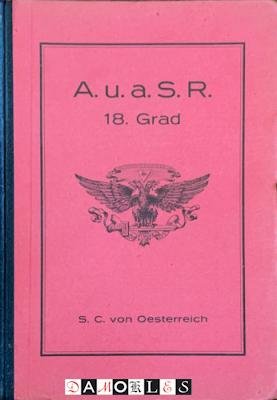 A. u. a. S. R.
18. Grad
S. C. von Oesterreich
DAMOKLES